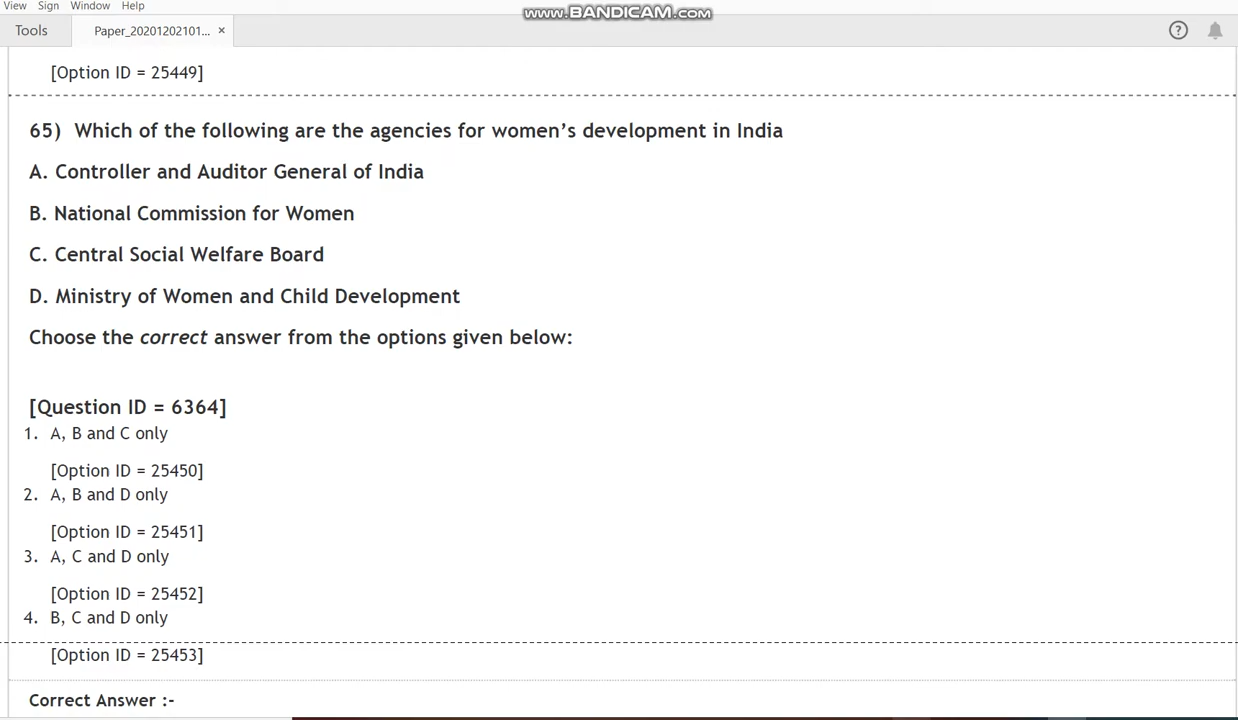 View Sign Window Help
www.BANDICAM.com
Tools Paper_20201202101... ×
[Option ID = 25449]
65) Which of the following are the agencies for women's development in India
A. Controller and Auditor General of India
B. National Commission for Women
C. Central Social Welfare Board
D. Ministry of Women and Child Development
Choose the correct answer from the options given below:
[Question ID = 6364]
1. A, B and C only
[Option ID = 25450]
2. A, B and D only
[Option ID = 25451]
3. A, C and D only
[Option ID = 25452]
4. B, C and D only
[Option ID = 25453]
Correct Answer :-